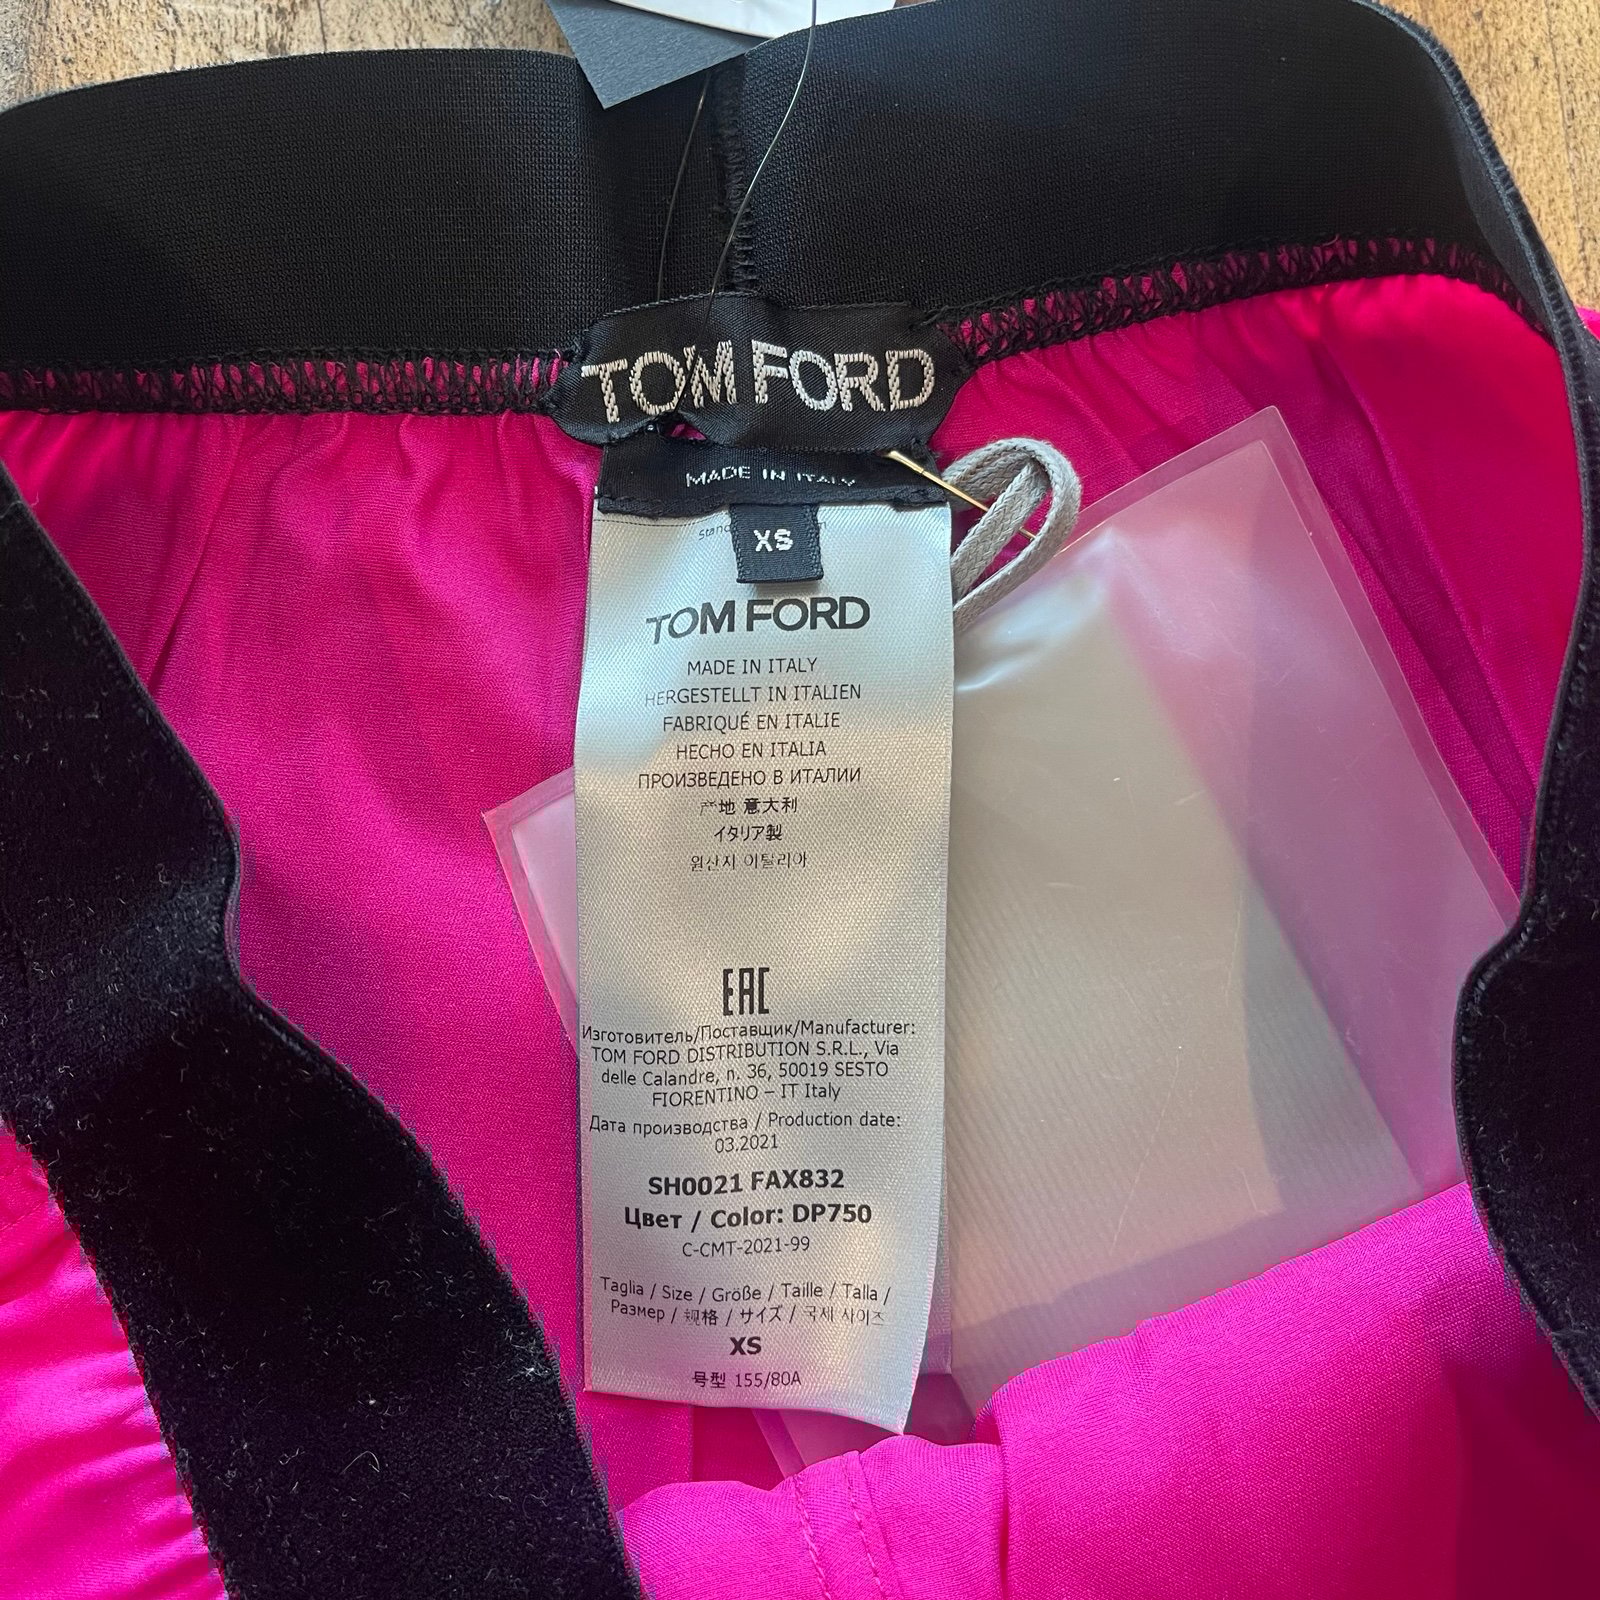 TOM FORD
MADE IN ITALY
XS
TOM FORD
MADE IN ITALY
HERGESTELLT IN ITALIEN
FABRIQUÉ EN ITALIE
HECHO EN ITALIA
ПРОИЗВЕДЕНО В ИТАЛИИ
产地 意大利
イタリア製
원산지 이탈리아
EAC
Изготовитель/Поставщик/Manufacturer:
TOM FORD DISTRIBUTION S.R.L., Via
delle Calandre, n. 36, 50019 SESTO
FIORENTINO – IT Italy
Дата производства / Production date:
03.2021
SH0021 FAX832
Цвет / Color: DP750
C-CMT-2021-99
Taglia / Size / Größe / Taille / Talla /
Размер / 规格 / サイズ / 국제 사이즈
XS
号型 155/80A